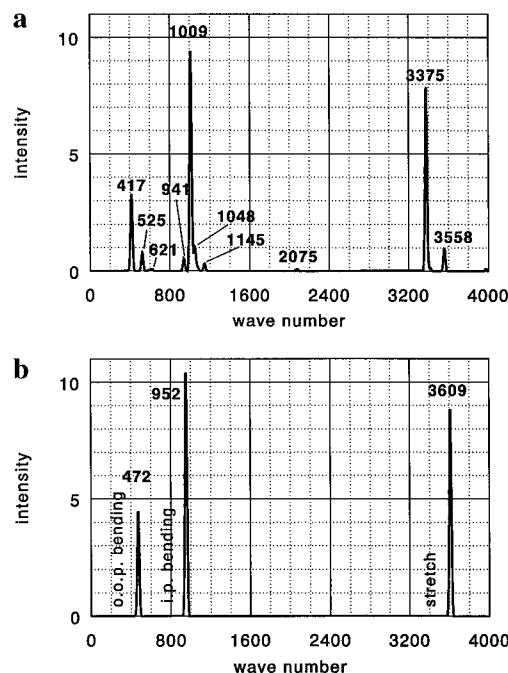 a
10
5
0
intensity
1009
3375
417
941
525
621
1048
1145
2075
3558
0 800 1600 2400 3200 4000
wave number
b
10
5
0
intensity
952
3609
472
o.o.p. bending
i.p. bending
stretch
0 800 1600 2400 3200 4000
wave number